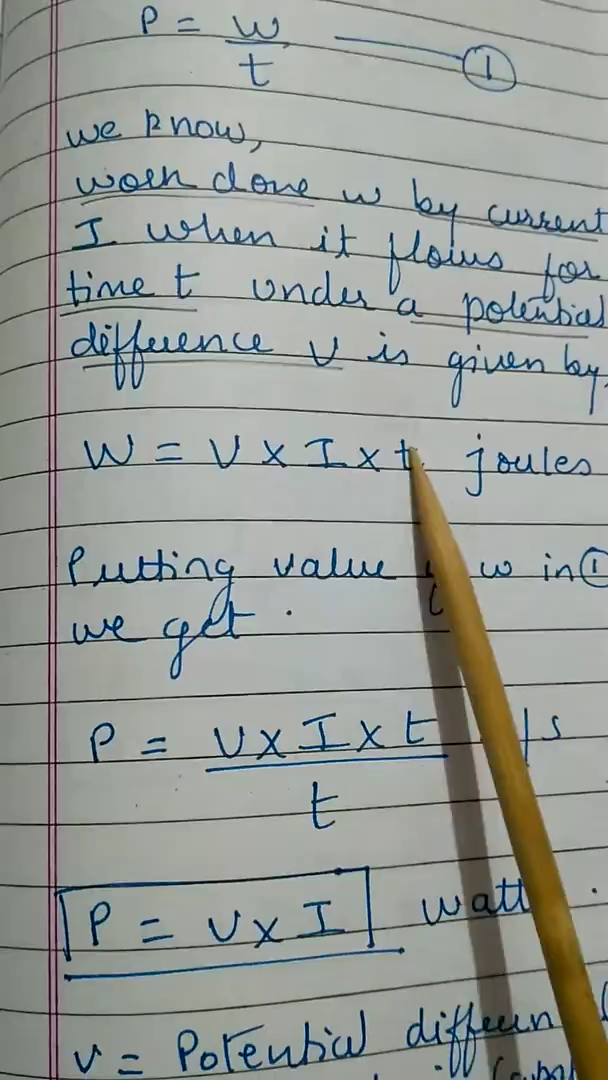 P = W/t ——— ①
we know,
work done w by current
I when it flows for
time t under a potential
difference V is given by,
W = V x I x t joules
Putting value w in ①
we get.
P = V x I x t /s
t
P = V x I watt
V = Potential